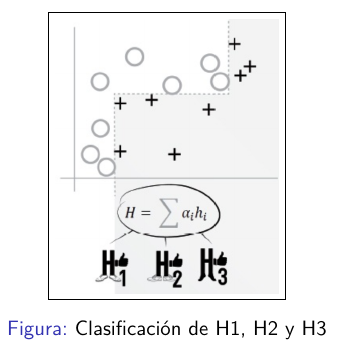 H = ∑ αᵢhᵢ
H1 H2 H3
Figura: Clasificación de H1, H2 y H3